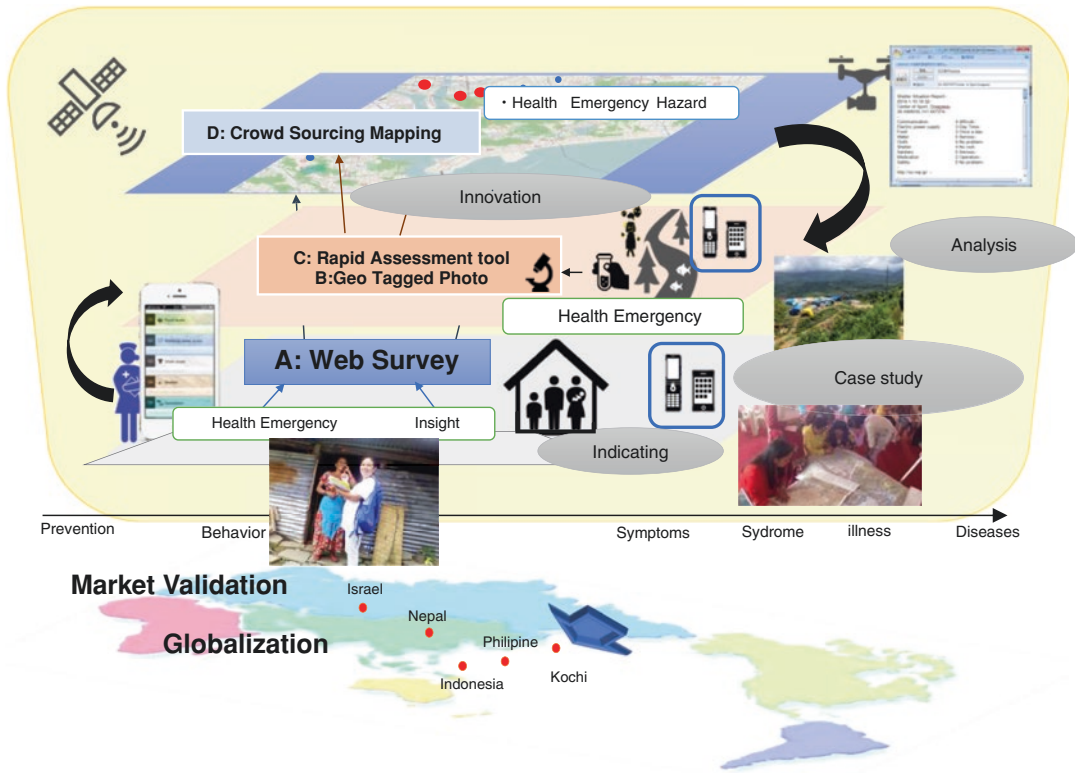 ・Health Emergency Hazard
D: Crowd Sourcing Mapping
Innovation
Analysis
C: Rapid Assessment tool
B:Geo Tagged Photo
Health Emergency
A: Web Survey
Case study
Health Emergency Insight
Indicating
Prevention
Behavior
Symptoms
Sydrome
illness
Diseases
Market Validation
Israel
Nepal
Globalization
Philipine
Indonesia
Kochi